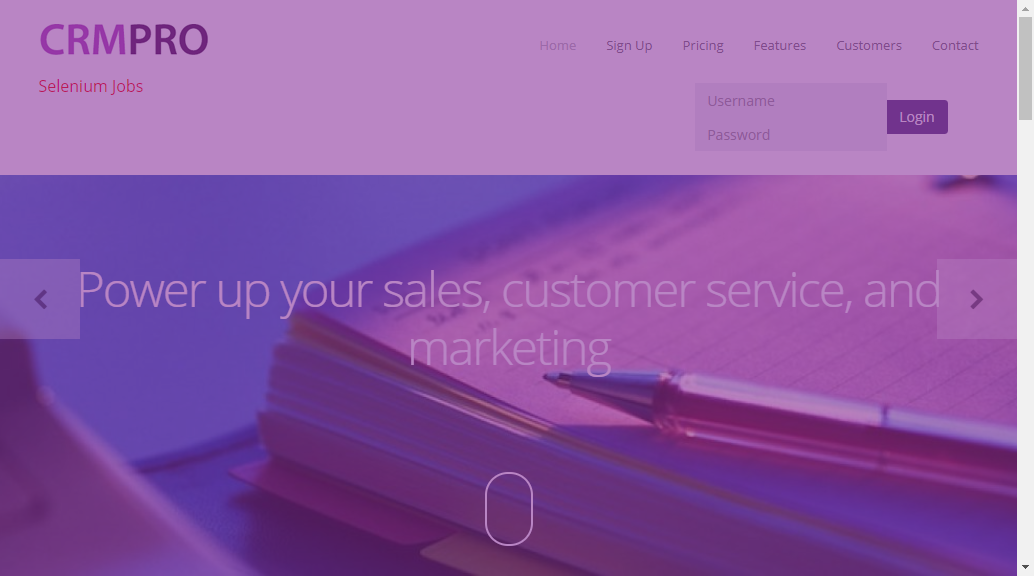 CRMPRO
Home Sign Up Pricing Features Customers Contact
Selenium Jobs
Username
Login
Password
Power up your sales, customer service, and
marketing